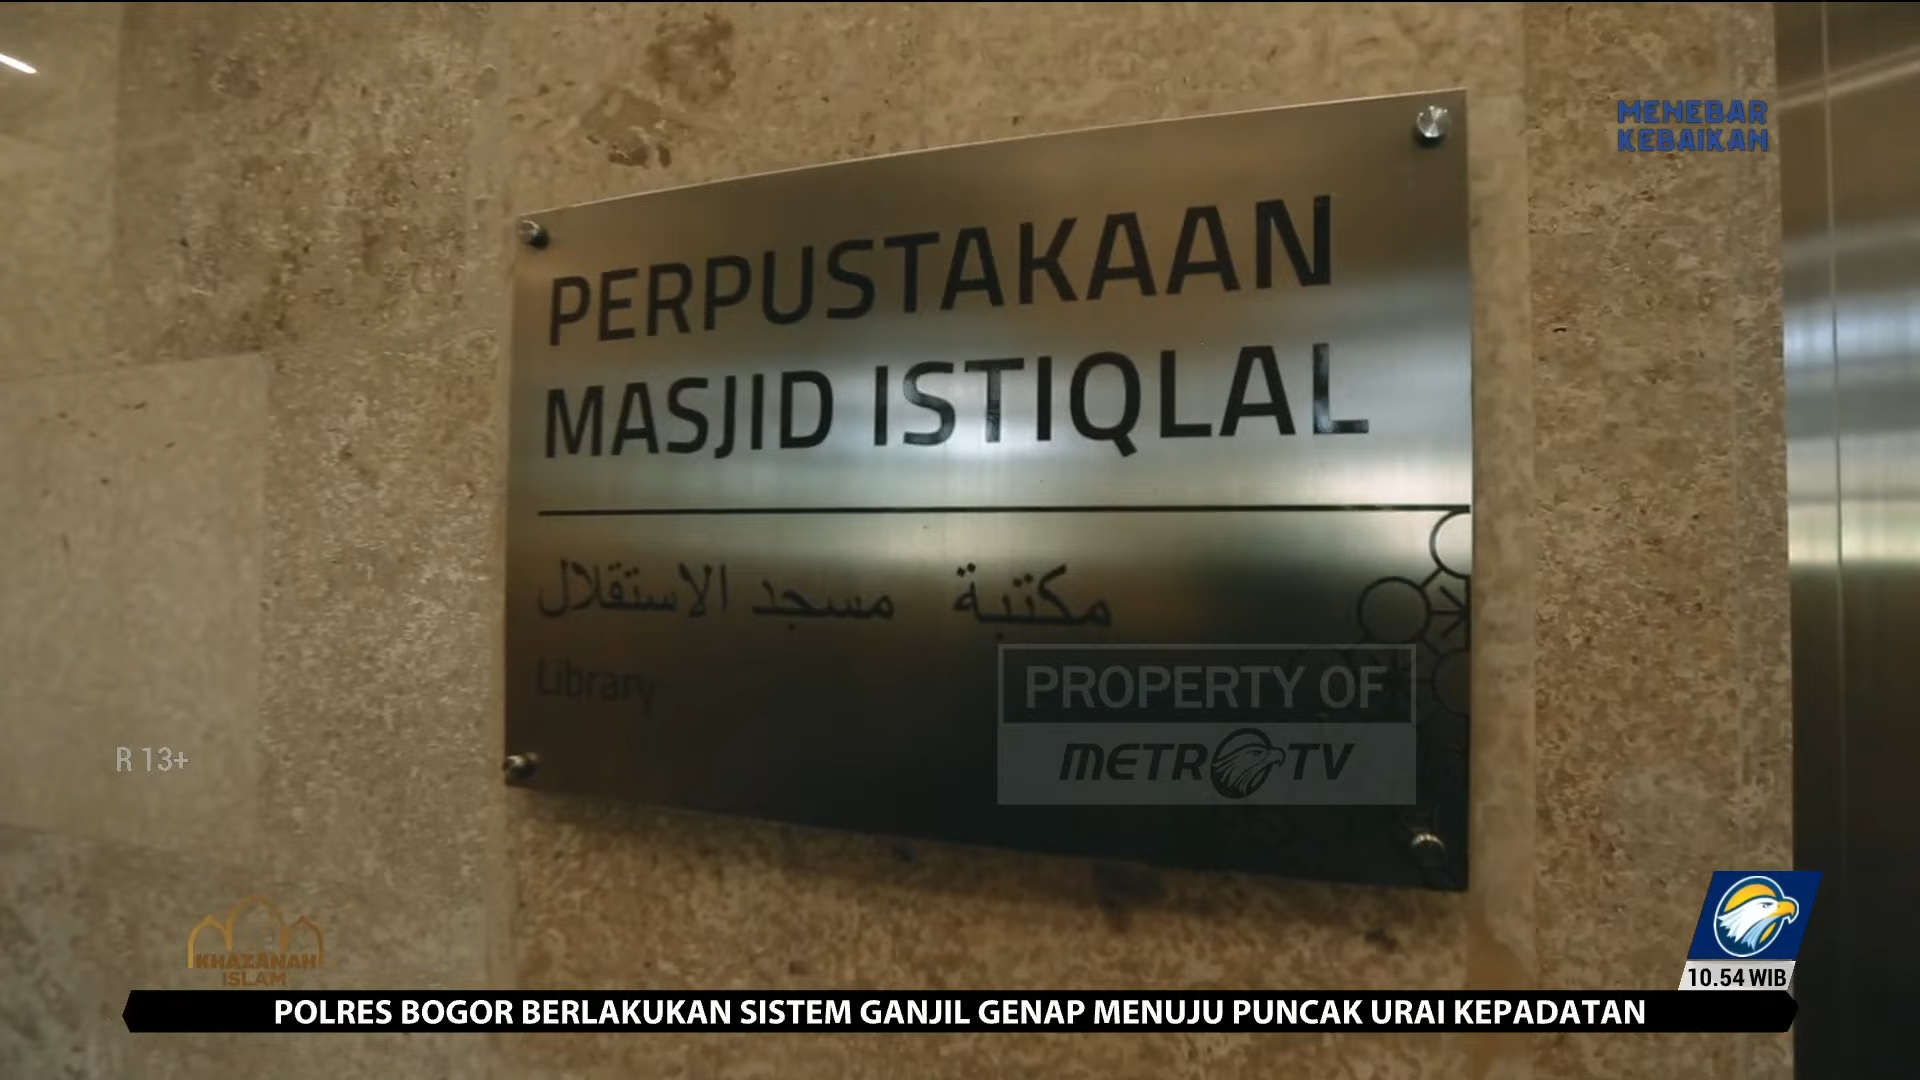 MENEBAR
KEBAIKAN
PERPUSTAKAAN
MASJID ISTIQLAL
مكتبة مسجد الاستقلال
Library
PROPERTY OF
METRO TV
R 13+
KHAZANAH
ISLAM
10.54 WIB
POLRES BOGOR BERLAKUKAN SISTEM GANJIL GENAP MENUJU PUNCAK URAI KEPADATAN